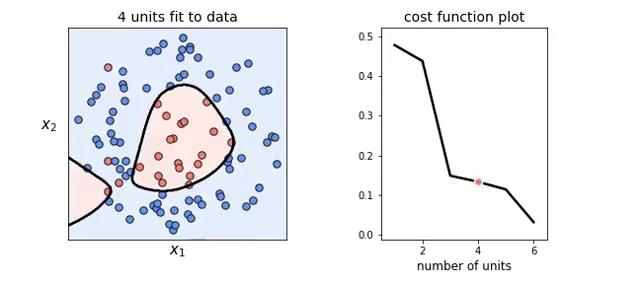 4 units fit to data
x2
x1
cost function plot
0.5
0.4
0.3
0.2
0.1
0.0
2 4 6
number of units